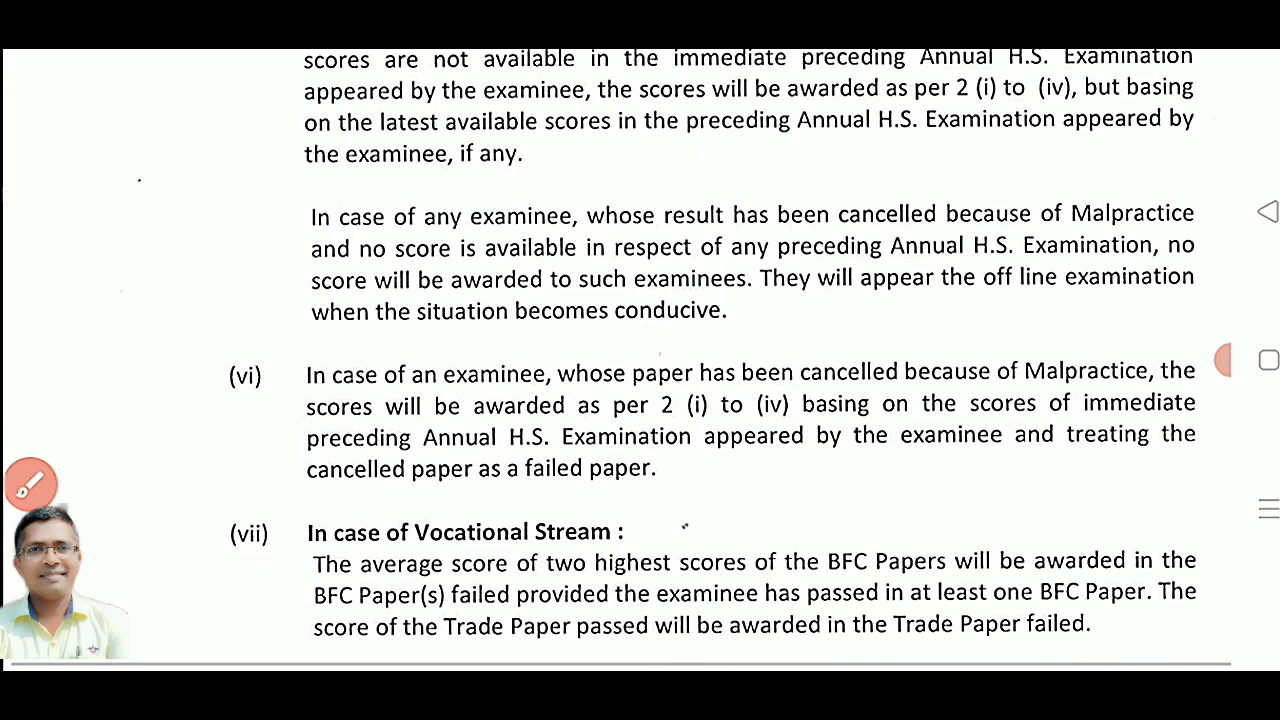 scores are not available in the immediate preceding Annual H.S. Examination
appeared by the examinee, the scores will be awarded as per 2 (i) to (iv), but basing
on the latest available scores in the preceding Annual H.S. Examination appeared by
the examinee, if any.
In case of any examinee, whose result has been cancelled because of Malpractice
and no score is available in respect of any preceding Annual H.S. Examination, no
score will be awarded to such examinees. They will appear the off line examination
when the situation becomes conducive.
(vi) In case of an examinee, whose paper has been cancelled because of Malpractice, the
scores will be awarded as per 2 (i) to (iv) basing on the scores of immediate
preceding Annual H.S. Examination appeared by the examinee and treating the
cancelled paper as a failed paper.
(vii) In case of Vocational Stream :
The average score of two highest scores of the BFC Papers will be awarded in the
BFC Paper(s) failed provided the examinee has passed in at least one BFC Paper. The
score of the Trade Paper passed will be awarded in the Trade Paper failed.